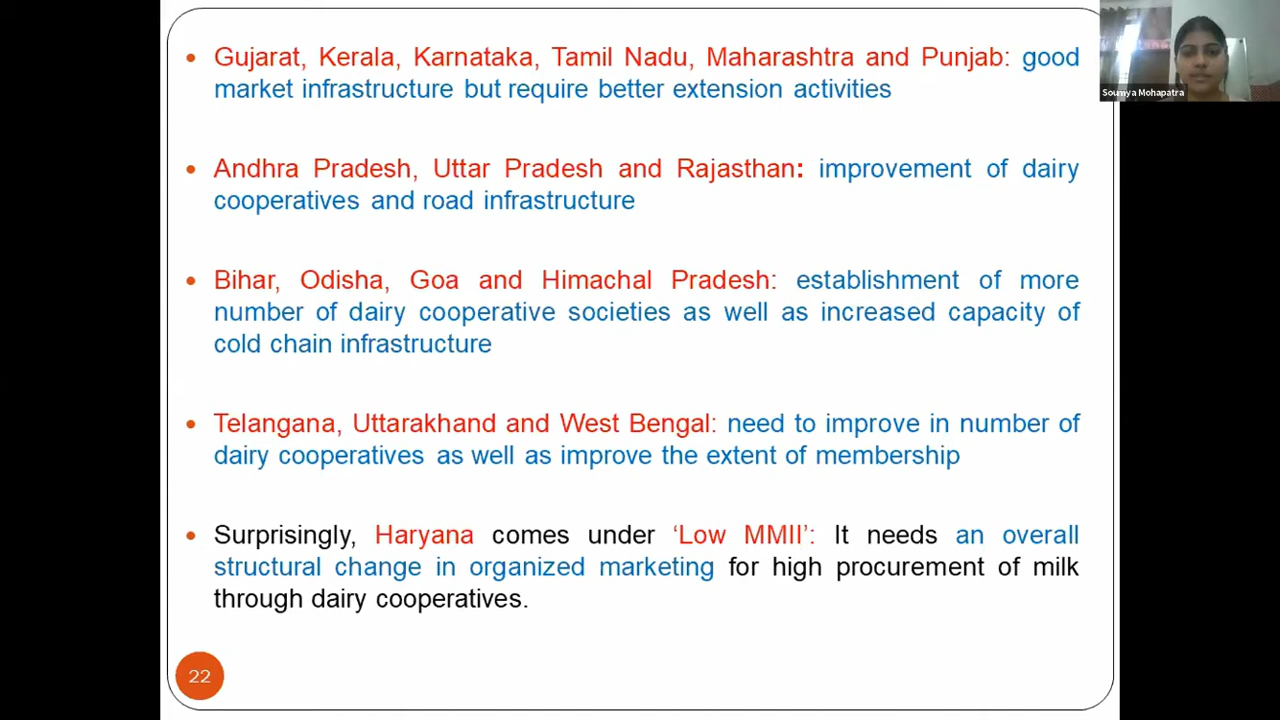 Gujarat, Kerala, Karnataka, Tamil Nadu, Maharashtra and Punjab: good
market infrastructure but require better extension activities
Andhra Pradesh, Uttar Pradesh and Rajasthan: improvement of dairy
cooperatives and road infrastructure
Bihar, Odisha, Goa and Himachal Pradesh: establishment of more
number of dairy cooperative societies as well as increased capacity of
cold chain infrastructure
Telangana, Uttarakhand and West Bengal: need to improve in number of
dairy cooperatives as well as improve the extent of membership
Surprisingly, Haryana comes under ‘Low MMII’: It needs an overall
structural change in organized marketing for high procurement of milk
through dairy cooperatives.
22
Soumya Mohapatra